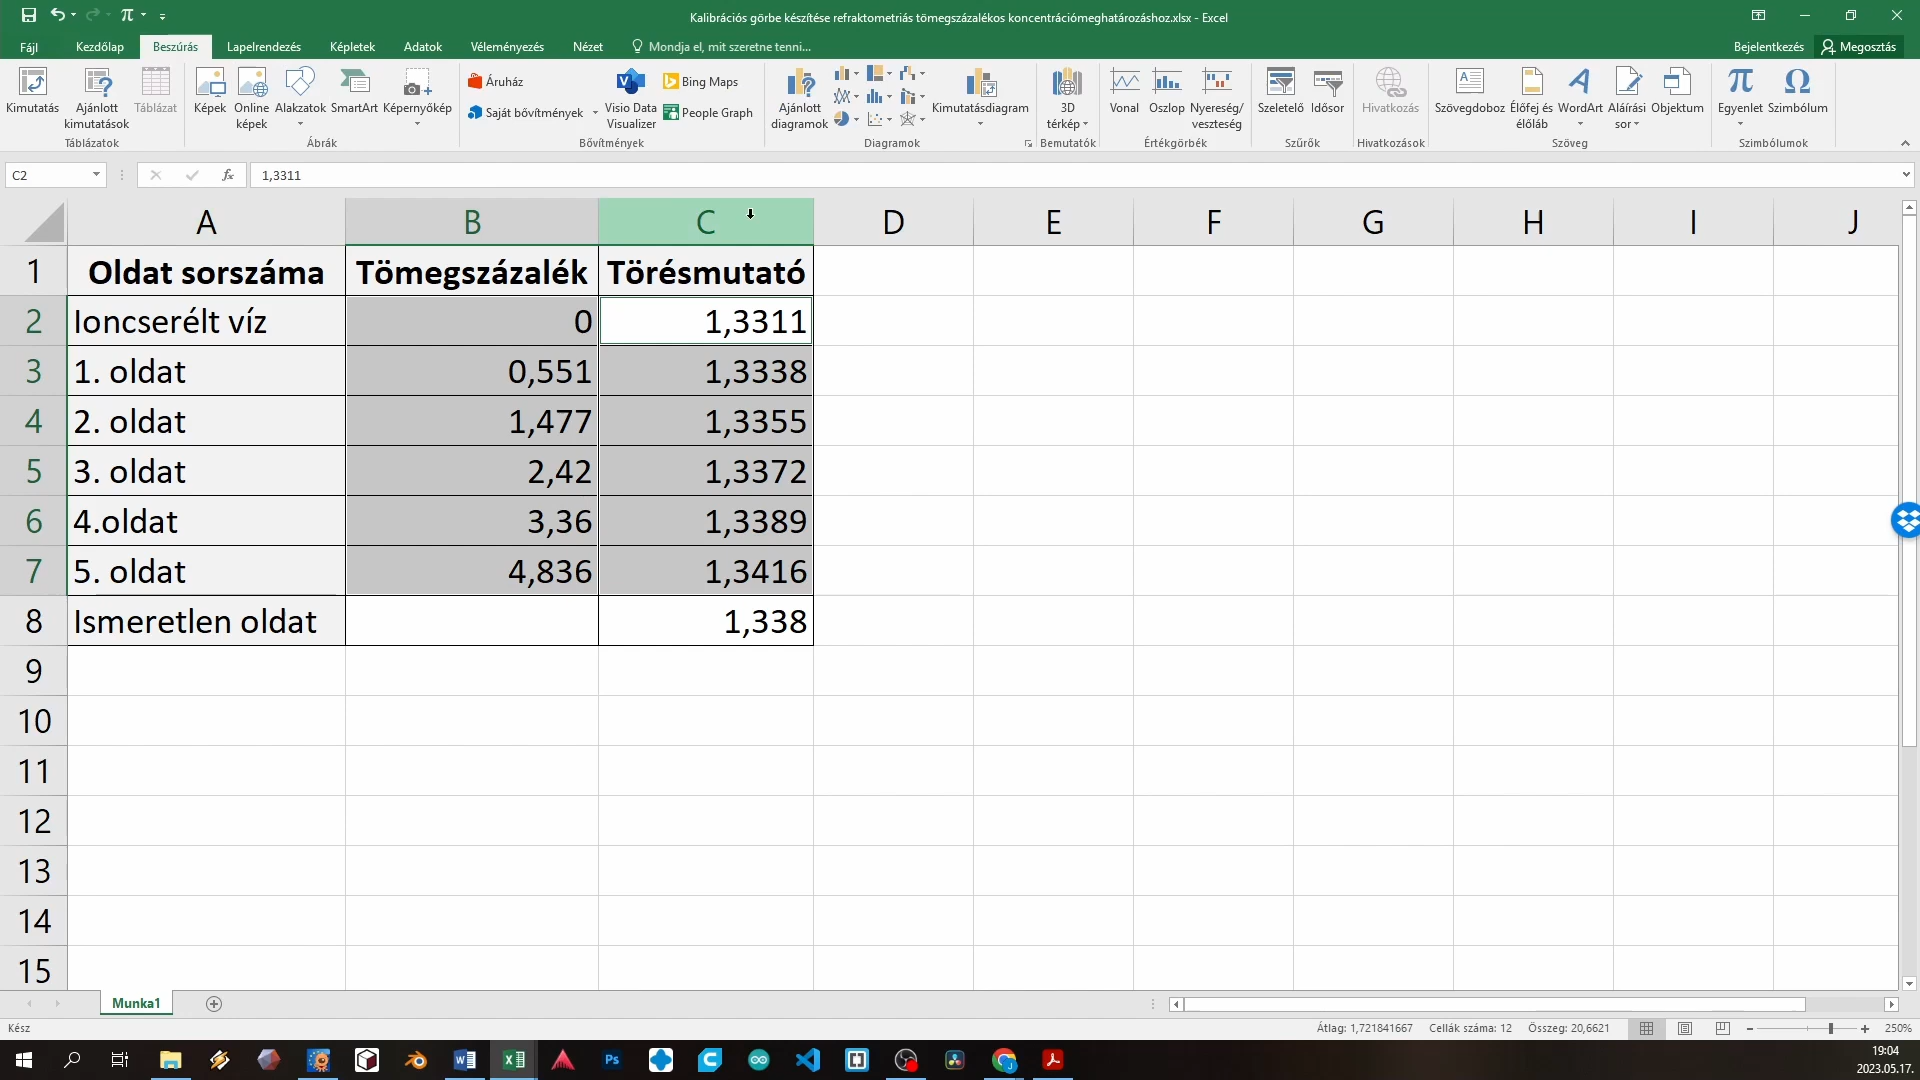 Kalibrációs görbe készítése refraktometriás tömegszázalékos koncentrációmeghatározáshoz.xlsx - Excel
Fájl Kezdőlap Beszúrás Lapelrendezés Képletek Adatok Véleményezés Nézet Mondja el, mit szeretne tenni... Bejelentkezés Megosztás
Kimutatás Ajánlott kimutatások Táblázat Képek Online képek Alakzatok SmartArt Képernyőkép Áruház Saját bővítmények Visio Data Visualizer Bing Maps People Graph Ajánlott diagramok Kimutatásdiagram 3D térkép Vonal Oszlop Nyereség/veszteség Szeletelő Idősor Hivatkozás Szövegdoboz Élőfej és élőláb WordArt Aláírási sor Objektum Egyenlet Szimbólum
Táblázatok Ábrák Bővítmények Diagramok Bemutatók Értékgörbék Szűrők Hivatkozások Szöveg Szimbólumok
C2 fx 1,3311
A B C D E F G H I J
1 Oldat sorszáma Tömegszázalék Törésmutató
2 Ioncserélt víz 0 1,3311
3 1. oldat 0,551 1,3338
4 2. oldat 1,477 1,3355
5 3. oldat 2,42 1,3372
6 4.oldat 3,36 1,3389
7 5. oldat 4,836 1,3416
8 Ismeretlen oldat 1,338
9
10
11
12
13
14
15
Munka1
Kész Átlag: 1,721841667 Cellák száma: 12 Összeg: 20,6621 250%
19:04
2023.05.17.